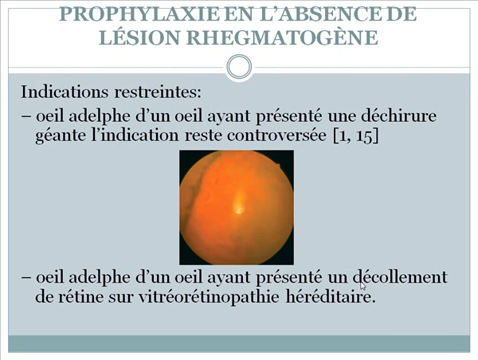 PROPHYLAXIE EN L’ABSENCE DE
LÉSION RHEGMATOGÈNE
Indications restreintes:
– oeil adelphe d’un oeil ayant présenté une déchirure
géante l’indication reste controversée [1, 15]
– oeil adelphe d’un oeil ayant présenté un décollement
de rétine sur vitréorétinopathie héréditaire.